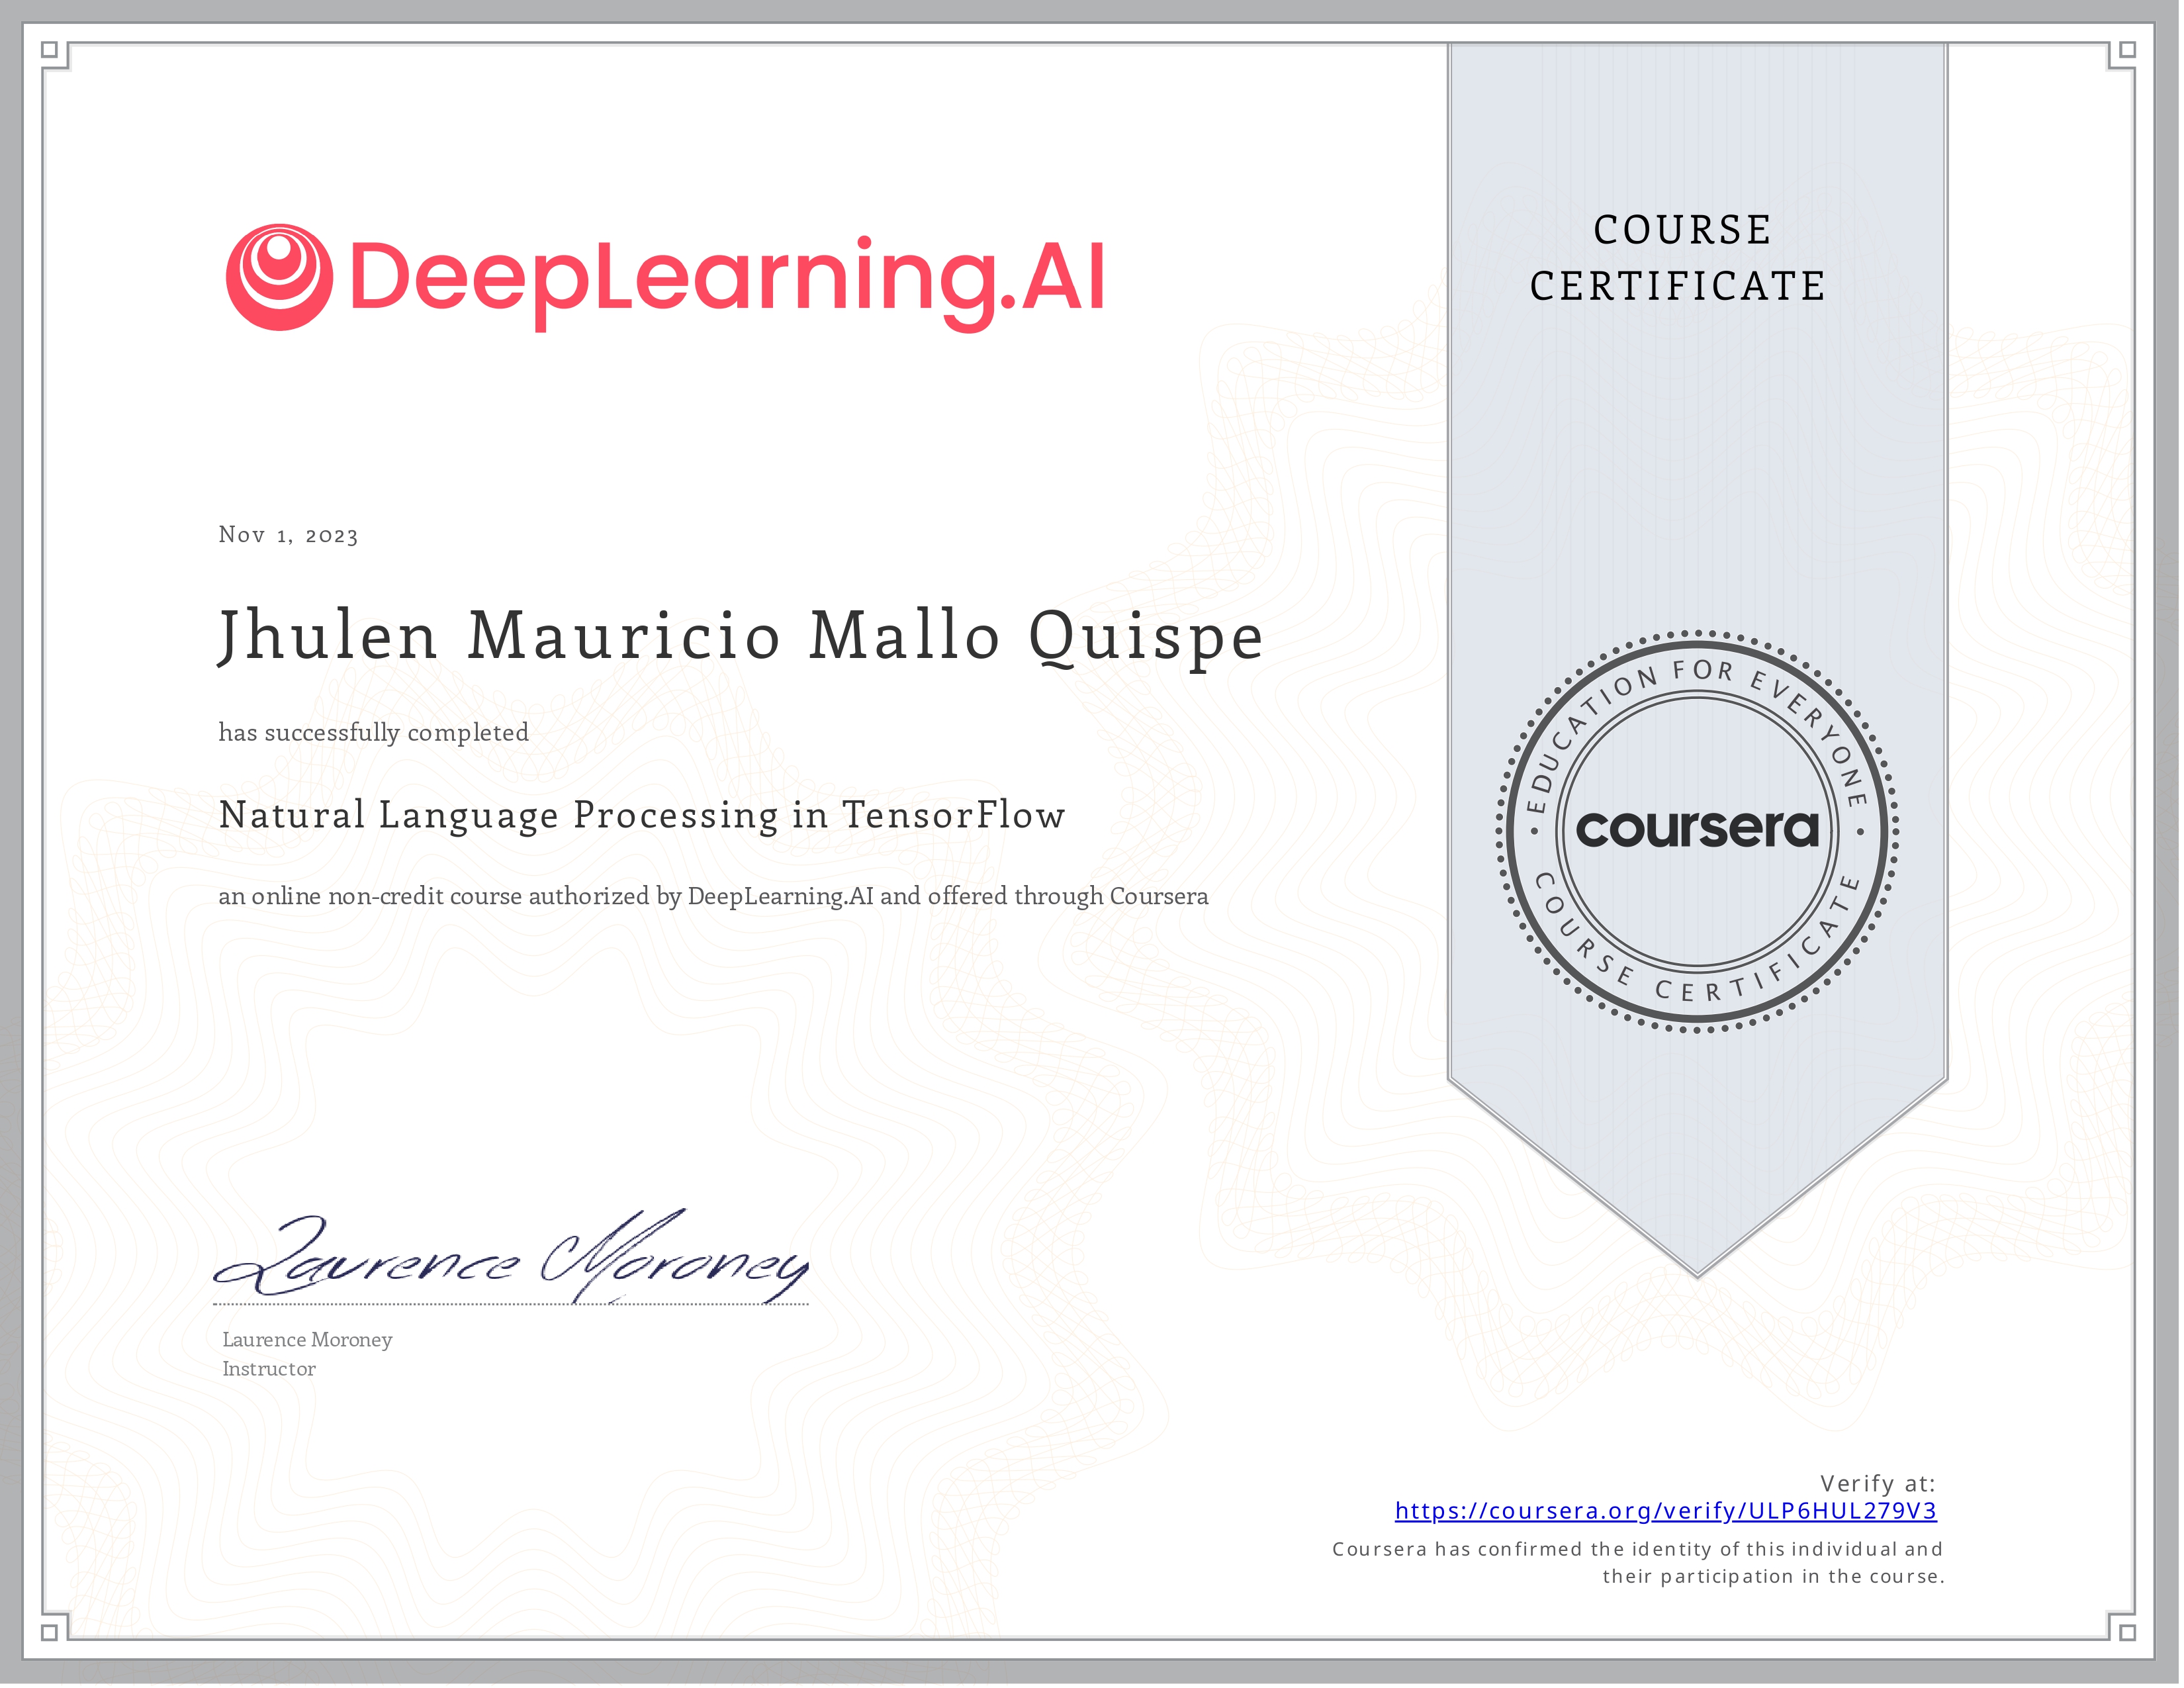 DeepLearning.AI
COURSE
CERTIFICATE
Nov 1, 2023
Jhulen Mauricio Mallo Quispe
has successfully completed
Natural Language Processing in TensorFlow
an online non-credit course authorized by DeepLearning.AI and offered through Coursera
• EDUCATION FOR EVERYONE •
coursera
COURSE CERTIFICATE
Laurence Moroney
Laurence Moroney
Instructor
Verify at:
https://coursera.org/verify/ULP6HUL279V3
Coursera has confirmed the identity of this individual and
their participation in the course.